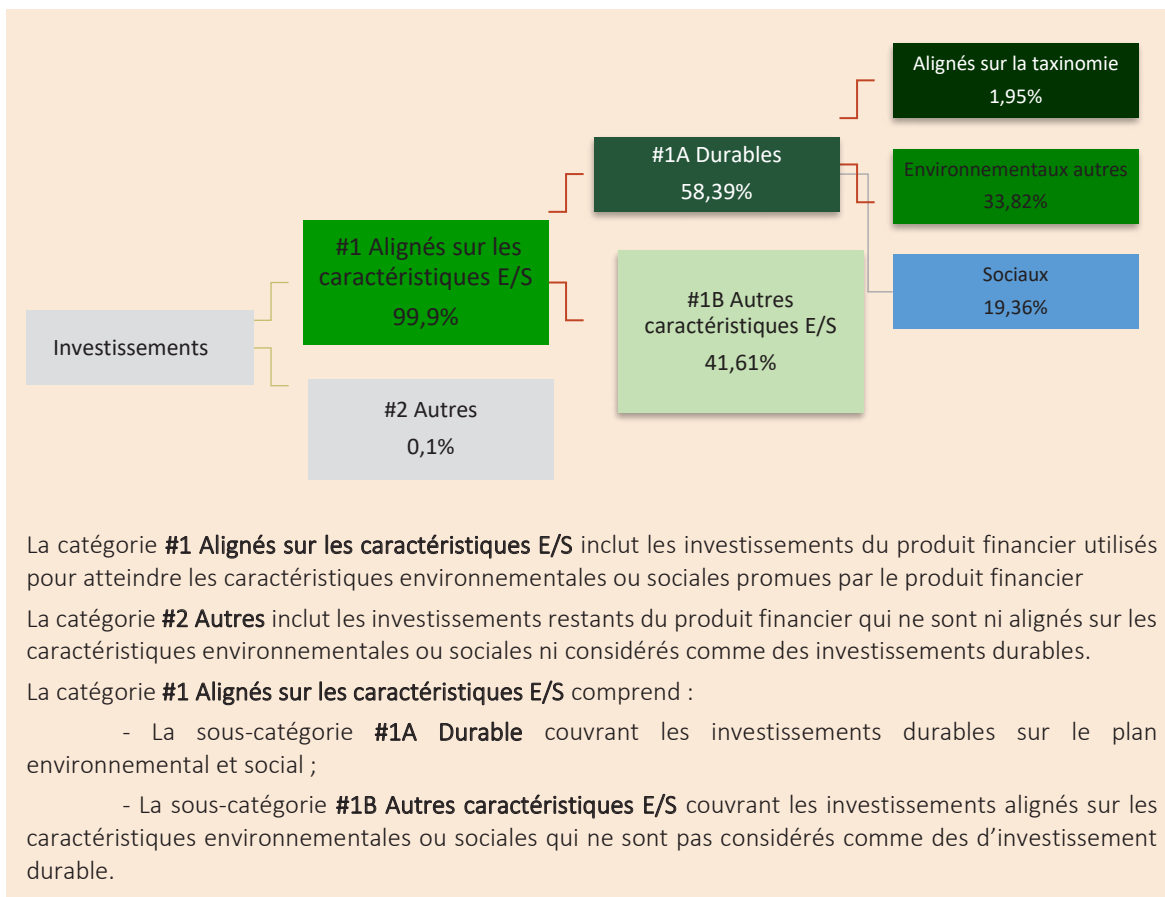 Alignés sur la taxinomie
1,95%
#1A Durables
58,39%
Environnementaux autres
33,82%
#1 Alignés sur les
caractéristiques E/S
99,9%
Sociaux
19,36%
#1B Autres
caractéristiques E/S
41,61%
Investissements
#2 Autres
0,1%
La catégorie #1 Alignés sur les caractéristiques E/S inclut les investissements du produit financier utilisés
pour atteindre les caractéristiques environnementales ou sociales promues par le produit financier
La catégorie #2 Autres inclut les investissements restants du produit financier qui ne sont ni alignés sur les
caractéristiques environnementales ou sociales ni considérés comme des investissements durables.
La catégorie #1 Alignés sur les caractéristiques E/S comprend :
- La sous-catégorie #1A Durable couvrant les investissements durables sur le plan
environnemental et social ;
- La sous-catégorie #1B Autres caractéristiques E/S couvrant les investissements alignés sur les
caractéristiques environnementales ou sociales qui ne sont pas considérés comme des d’investissement
durable.